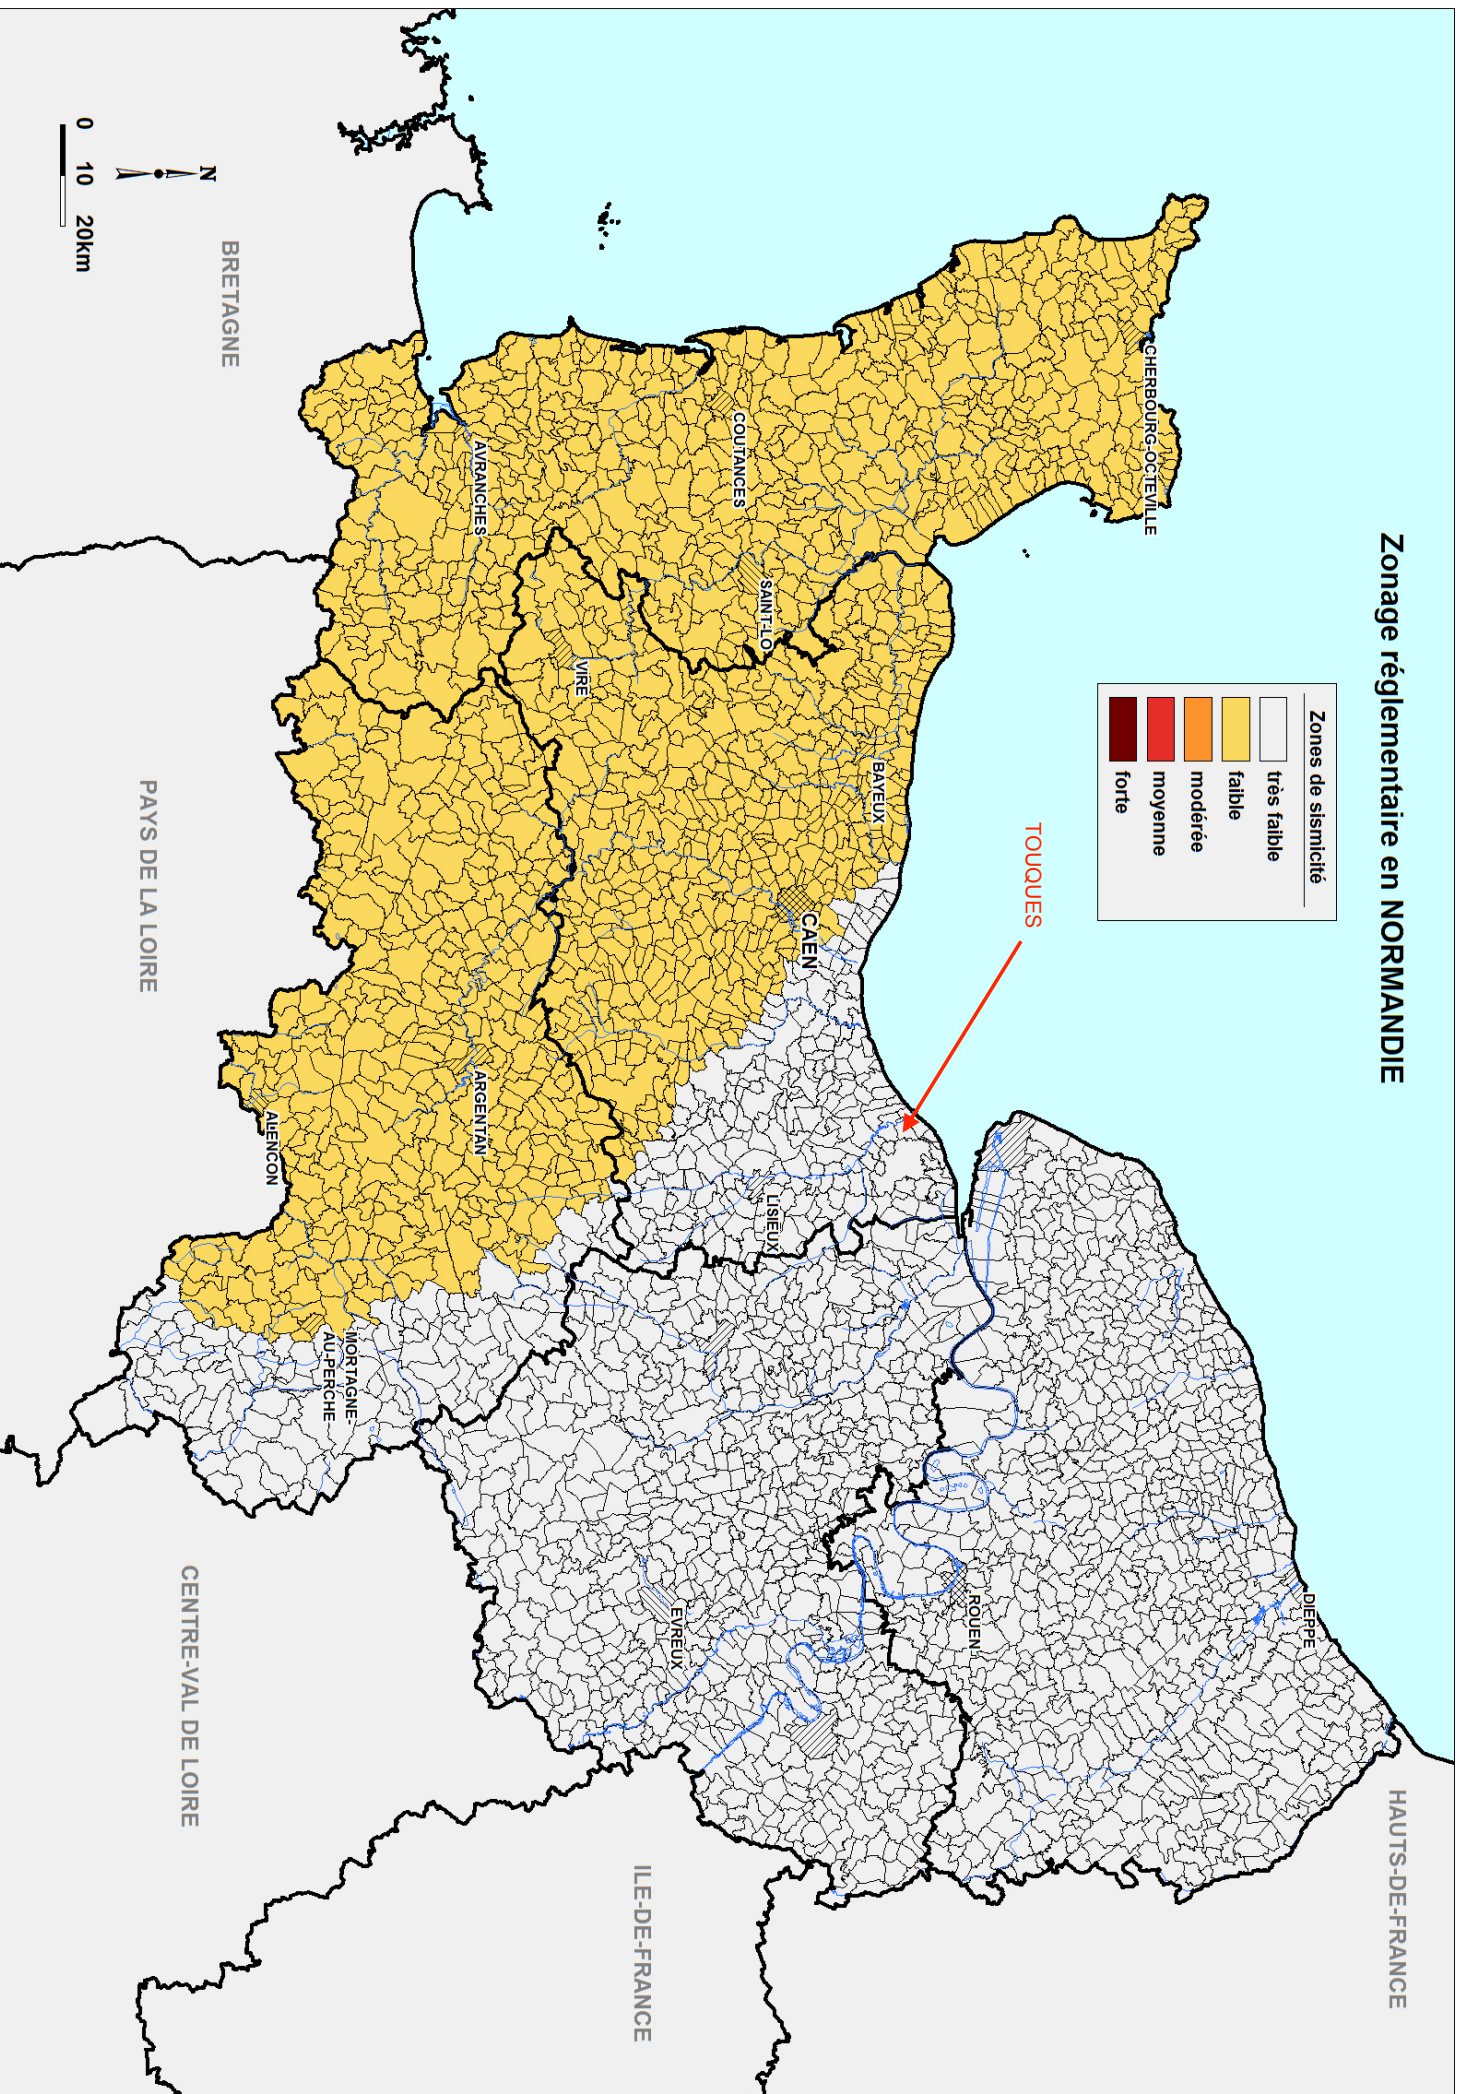 Zonage réglementaire en NORMANDIE
Zones de sismicité
très faible
faible
modérée
moyenne
forte
TOUQUES
CHERBOURG-OCTEVILLE
COUTANCES
SAINT-LO
AVRANCHES
VIRE
BAYEUX
CAEN
LISIEUX
ARGENTAN
ALENCON
MORTAGNE-
AU-PERCHE
EVREUX
ROUEN
DIEPPE
HAUTS-DE-FRANCE
ILE-DE-FRANCE
CENTRE-VAL DE LOIRE
PAYS DE LA LOIRE
BRETAGNE
N
0 10 20km